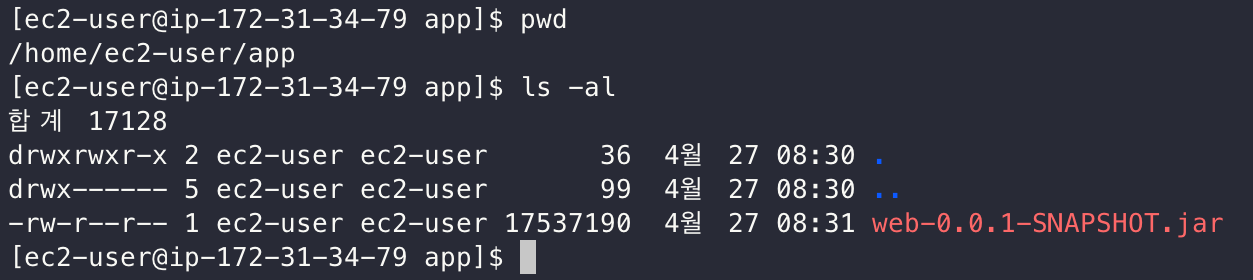 [ec2-user@ip-172-31-34-79 app]$ pwd
/home/ec2-user/app
[ec2-user@ip-172-31-34-79 app]$ ls -al
합계 17128
drwxrwxr-x 2 ec2-user ec2-user       36  4월  27 08:30 .
drwx------ 5 ec2-user ec2-user       99  4월  27 08:30 ..
-rw-r--r-- 1 ec2-user ec2-user 17537190  4월  27 08:31 web-0.0.1-SNAPSHOT.jar
[ec2-user@ip-172-31-34-79 app]$